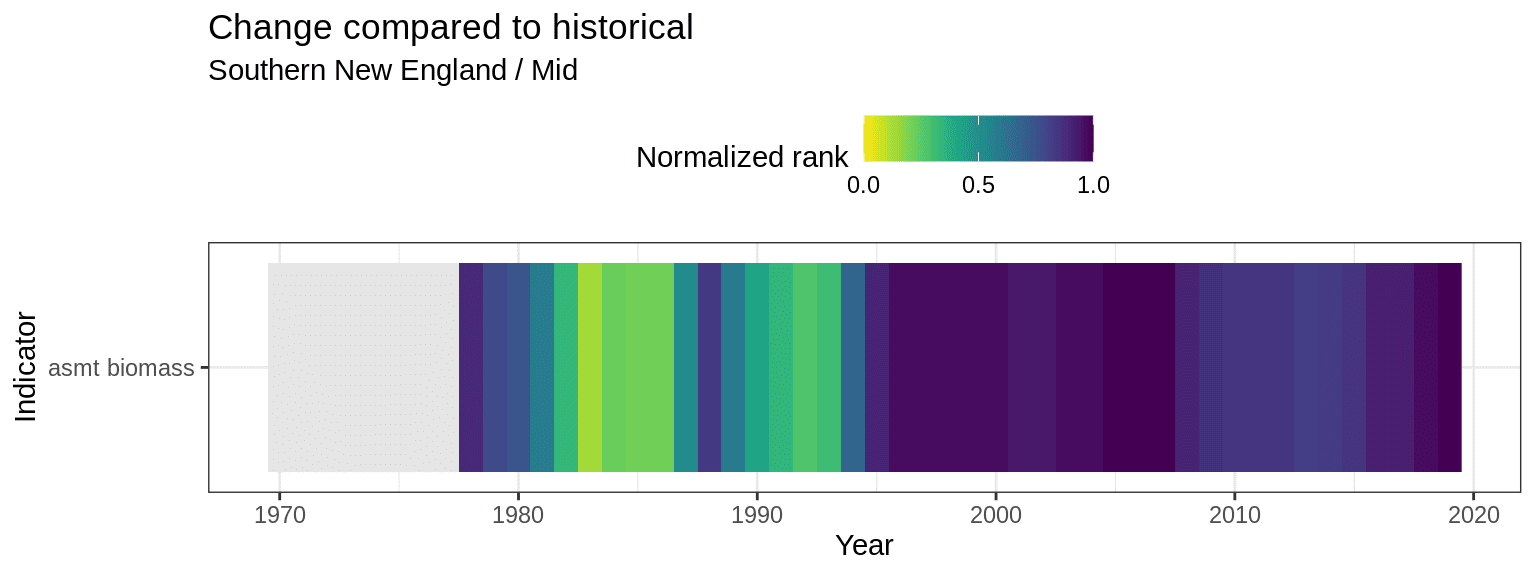 Change compared to historical
Southern New England / Mid
Normalized rank
0.0 0.5 1.0
Indicator
asmt biomass
1970 1980 1990 2000 2010 2020
Year